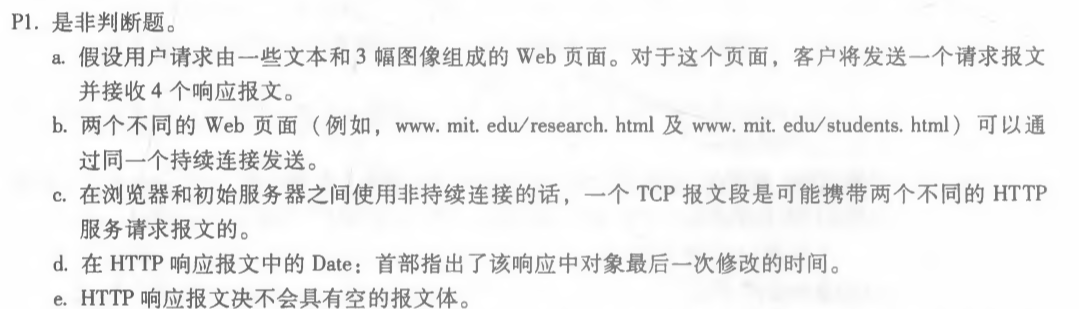 P1. 是非判断题。
a. 假设用户请求由一些文本和 3 幅图像组成的 Web 页面。对于这个页面，客户将发送一个请求报文
并接收 4 个响应报文。
b. 两个不同的 Web 页面（例如，www. mit. edu/research. html 及 www. mit. edu/students. html）可以通
过同一个持续连接发送。
c. 在浏览器和初始服务器之间使用非持续连接的话，一个 TCP 报文段是可能携带两个不同的 HTTP
服务请求报文的。
d. 在 HTTP 响应报文中的 Date：首部指出了该响应中对象最后一次修改的时间。
e. HTTP 响应报文决不会具有空的报文体。